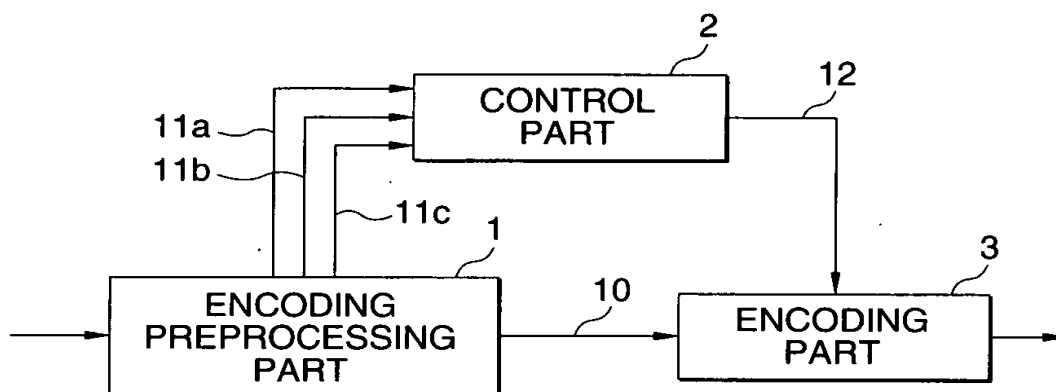 2
CONTROL
PART
12
11a
11b
11c
1
ENCODING
PREPROCESSING
PART
10
3
ENCODING
PART